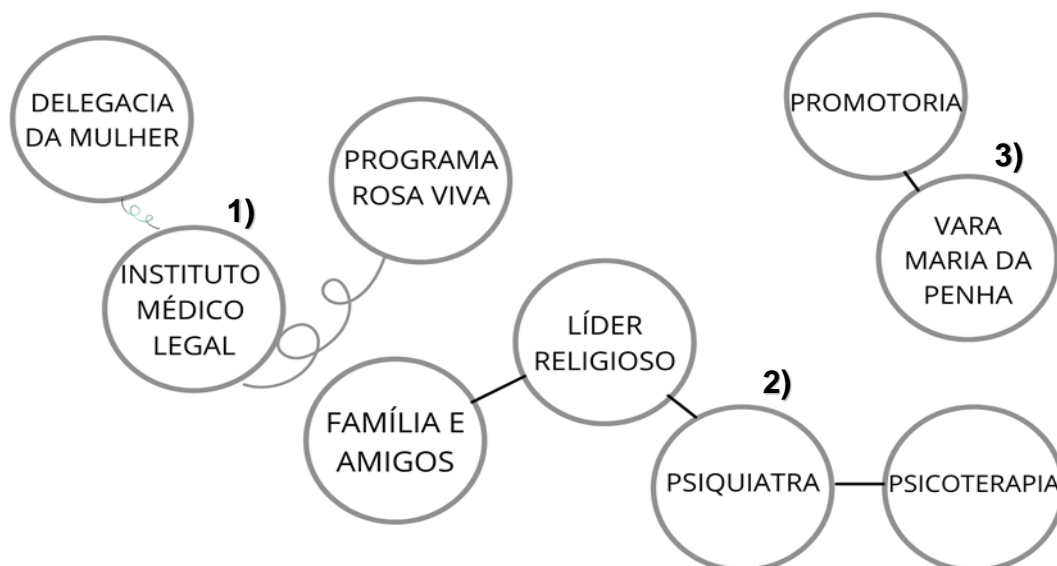 DELEGACIA
DA MULHER
1)
INSTITUTO
MÉDICO
LEGAL
PROGRAMA
ROSA VIVA
FAMÍLIA E
AMIGOS
LÍDER
RELIGIOSO
2)
PSIQUIATRA
PSICOTERAPIA
PROMOTORIA
3)
VARA
MARIA DA
PENHA